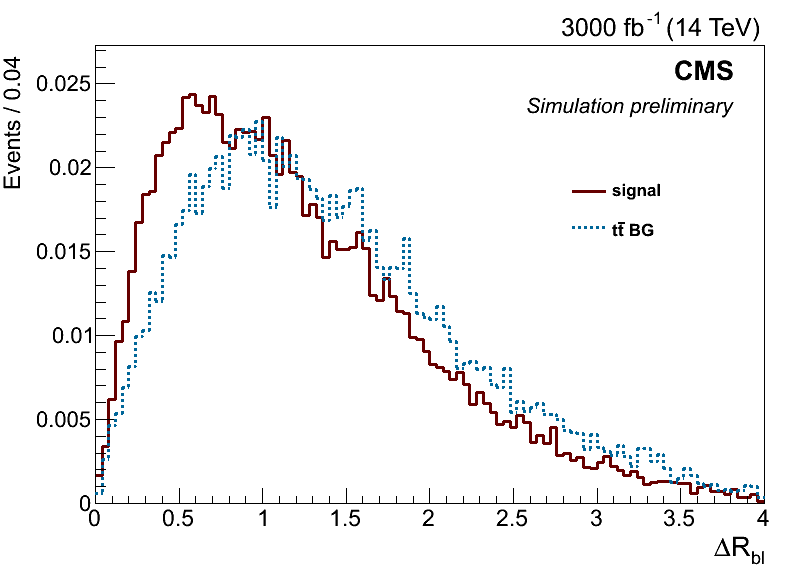 3000 fb⁻¹ (14 TeV)
Events / 0.04
CMS
Simulation preliminary
signal
tt̄ BG
0.025
0.02
0.015
0.01
0.005
0
0 0.5 1 1.5 2 2.5 3 3.5 4
ΔR_bl